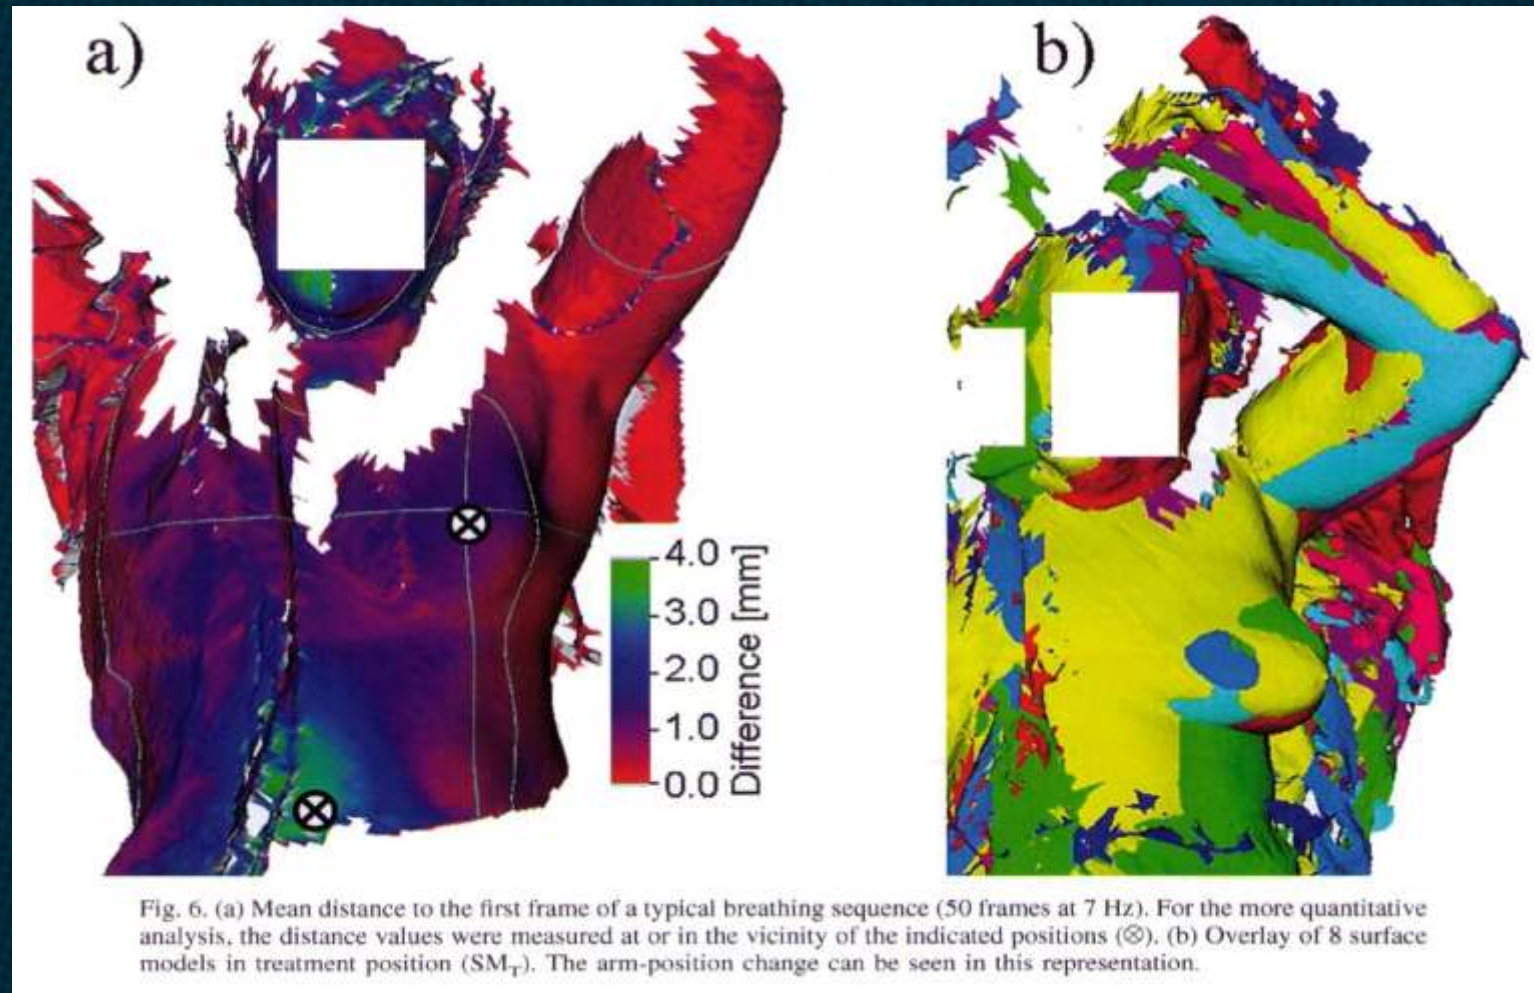 a)
b)
4.0
3.0
2.0
1.0
0.0
Difference [mm]
Fig. 6. (a) Mean distance to the first frame of a typical breathing sequence (50 frames at 7 Hz). For the more quantitative
analysis, the distance values were measured at or in the vicinity of the indicated positions (⊗). (b) Overlay of 8 surface
models in treatment position (SMT). The arm-position change can be seen in this representation.